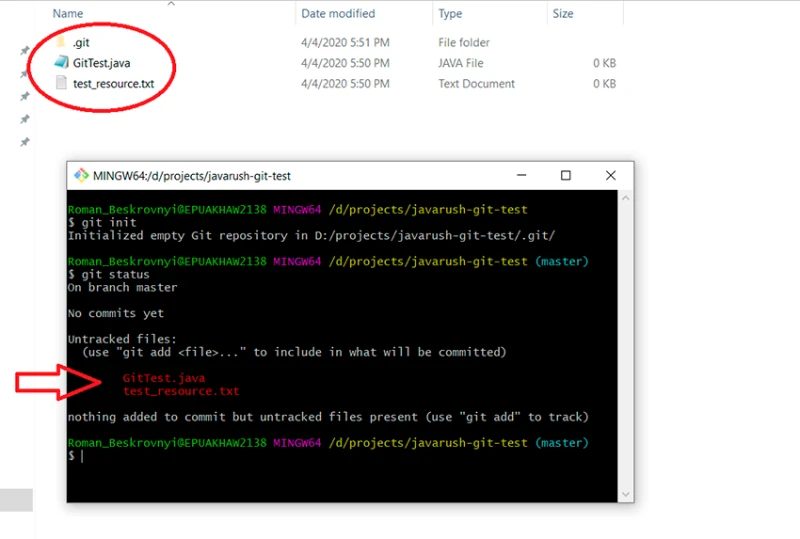 Name Date modified Type Size
.git 4/4/2020 5:51 PM File folder
GitTest.java 4/4/2020 5:50 PM JAVA File 0 KB
test_resource.txt 4/4/2020 5:50 PM Text Document 0 KB
MINGW64:/d/projects/javarush-git-test
Roman_Beskrovnyi@EPUAKHAW2138 MINGW64 /d/projects/javarush-git-test
$ git init
Initialized empty Git repository in D:/projects/javarush-git-test/.git/
Roman_Beskrovnyi@EPUAKHAW2138 MINGW64 /d/projects/javarush-git-test (master)
$ git status
On branch master
No commits yet
Untracked files:
(use "git add <file>..." to include in what will be committed)
GitTest.java
test_resource.txt
nothing added to commit but untracked files present (use "git add" to track)
Roman_Beskrovnyi@EPUAKHAW2138 MINGW64 /d/projects/javarush-git-test (master)
$